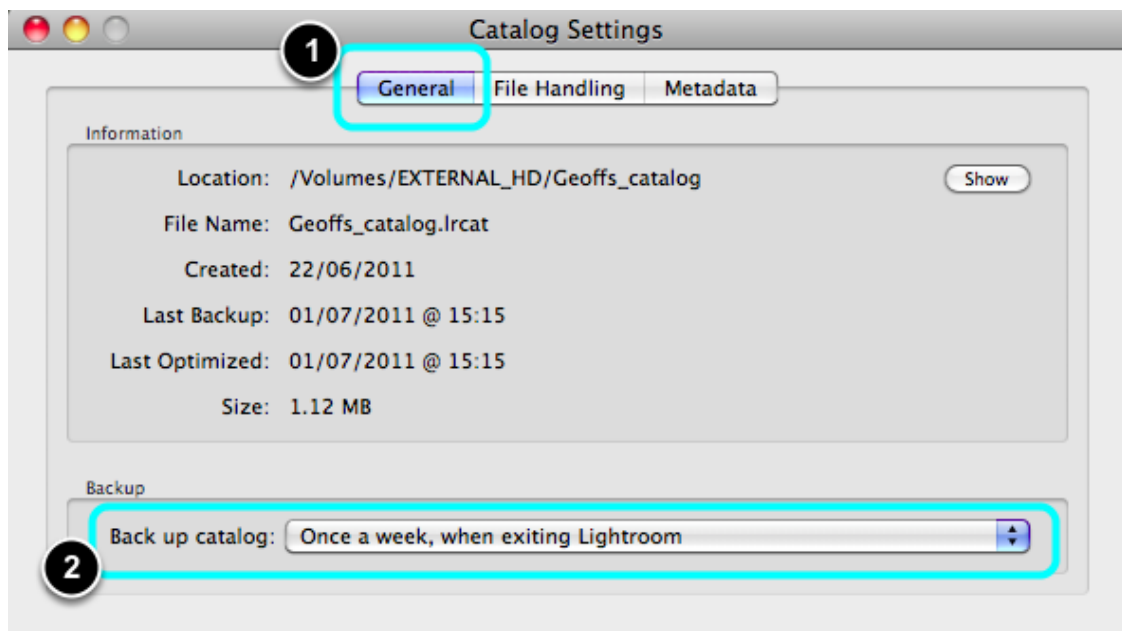 Catalog Settings
1
General File Handling Metadata
Information
Location: /Volumes/EXTERNAL_HD/Geoffs_catalog Show
File Name: Geoffs_catalog.lrcat
Created: 22/06/2011
Last Backup: 01/07/2011 @ 15:15
Last Optimized: 01/07/2011 @ 15:15
Size: 1.12 MB
Backup
Back up catalog: Once a week, when exiting Lightroom
2